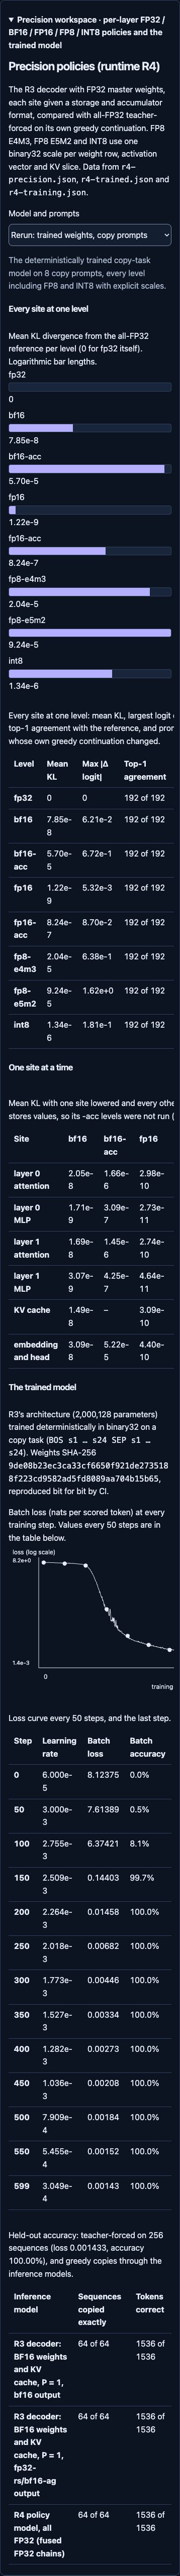 ▼ Precision workspace · per-layer FP32 /
BF16 / FP16 / FP8 / INT8 policies and the
trained model
Precision policies (runtime R4)
The R3 decoder with FP32 master weights,
each site given a storage and accumulator
format, compared with all-FP32 teacher-
forced on its own greedy continuation. FP8
E4M3, FP8 E5M2 and INT8 use one
binary32 scale per weight row, activation
vector and KV slice. Data from r4-
precision.json, r4-trained.json and
r4-training.json.
Model and prompts
Rerun: trained weights, copy prompts
The deterministically trained copy-task
model on 8 copy prompts, every level
including FP8 and INT8 with explicit scales.
Every site at one level
Mean KL divergence from the all-FP32
reference per level (0 for fp32 itself).
Logarithmic bar lengths.
fp32
0
bf16
7.85e-8
bf16-acc
5.70e-5
fp16
1.22e-9
fp16-acc
8.24e-7
fp8-e4m3
2.04e-5
fp8-e5m2
9.24e-5
int8
1.34e-6
Every site at one level: mean KL, largest logit
top-1 agreement with the reference, and pror
whose own greedy continuation changed.
Level Mean KL Max |Δ logit| Top-1 agreement
fp32 0 0 192 of 192
bf16 7.85e-8 6.21e-2 192 of 192
bf16-acc 5.70e-5 6.72e-1 192 of 192
fp16 1.22e-9 5.32e-3 192 of 192
fp16-acc 8.24e-7 8.70e-2 192 of 192
fp8-e4m3 2.04e-5 6.38e-1 192 of 192
fp8-e5m2 9.24e-5 1.62e+0 192 of 192
int8 1.34e-6 1.81e-1 192 of 192
One site at a time
Mean KL with one site lowered and every othe
stores values, so its -acc levels were not run (
Site bf16 bf16-acc fp16
layer 0 attention 2.05e-8 1.66e-6 2.98e-10
layer 0 MLP 1.71e-9 3.09e-7 2.73e-11
layer 1 attention 1.69e-8 1.45e-6 2.74e-10
layer 1 MLP 3.07e-9 4.25e-7 4.64e-11
KV cache 1.49e-8 – 3.09e-10
embedding and head 3.09e-8 5.22e-5 4.40e-10
The trained model
R3's architecture (2,000,128 parameters)
trained deterministically in binary32 on a
copy task (BOS s1 … s24 SEP s1 …
s24). Weights SHA-256
9de08b23ec3ca33cf6650f921de273518
8f223cd9582ad5fd8089aa704b15b65,
reproduced bit for bit by CI.
Batch loss (nats per scored token) at every
training step. Values every 50 steps are in
the table below.
loss (log scale)
8.2e+0
1.4e-3
0
training
Loss curve every 50 steps, and the last step.
Step Learning rate Batch loss Batch accuracy
0 6.000e-5 8.12375 0.0%
50 3.000e-3 7.61389 0.5%
100 2.755e-3 6.37421 8.1%
150 2.509e-3 0.14403 99.7%
200 2.264e-3 0.01458 100.0%
250 2.018e-3 0.00682 100.0%
300 1.773e-3 0.00446 100.0%
350 1.527e-3 0.00334 100.0%
400 1.282e-3 0.00273 100.0%
450 1.036e-3 0.00208 100.0%
500 7.909e-4 0.00184 100.0%
550 5.455e-4 0.00152 100.0%
599 3.049e-4 0.00143 100.0%
Held-out accuracy: teacher-forced on 256
sequences (loss 0.001433, accuracy
100.00%), and greedy copies through the
inference models.
Inference model Sequences copied exactly Tokens correct
R3 decoder: BF16 weights and KV cache, P = 1, bf16 output 64 of 64 1536 of 1536
R3 decoder: BF16 weights and KV cache, P = 1, fp32-rs/bf16-ag output 64 of 64 1536 of 1536
R4 policy model, all FP32 (fused FP32 chains) 64 of 64 1536 of 1536